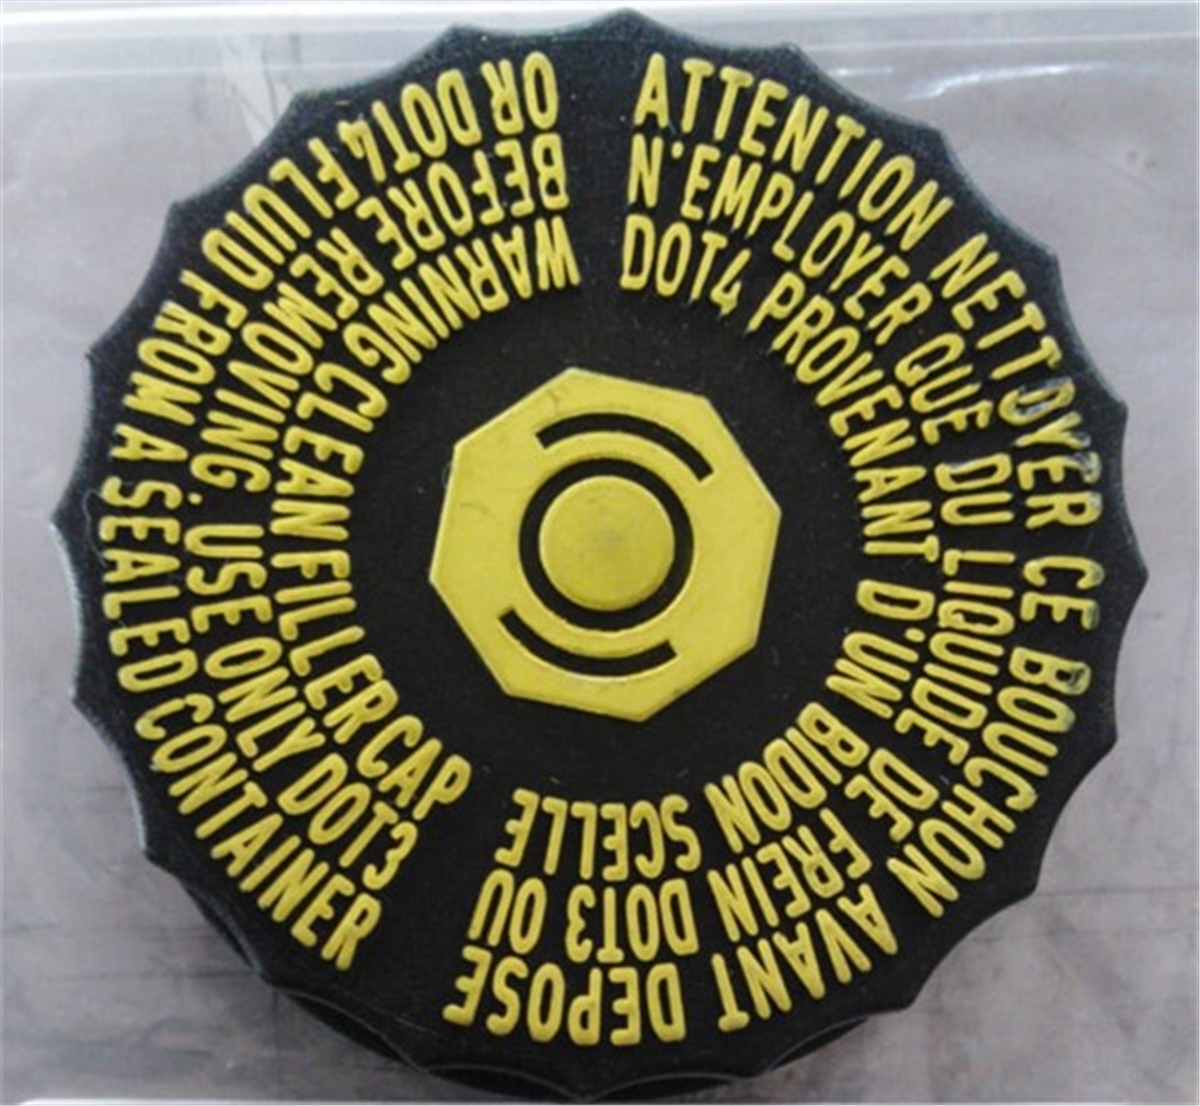 ATTENTION NETTOYER CE BOUCHON AVANT DEPOSE
N'EMPLOYER QUE DU LIQUIDE DE FREIN DOT3 OU
DOT4 PROVENANT D'UN BIDON SCELLE
WARNING CLEAN FILLER CAP
BEFORE REMOVING. USE ONLY DOT3
OR DOT4 FLUID FROM A SEALED CONTAINER